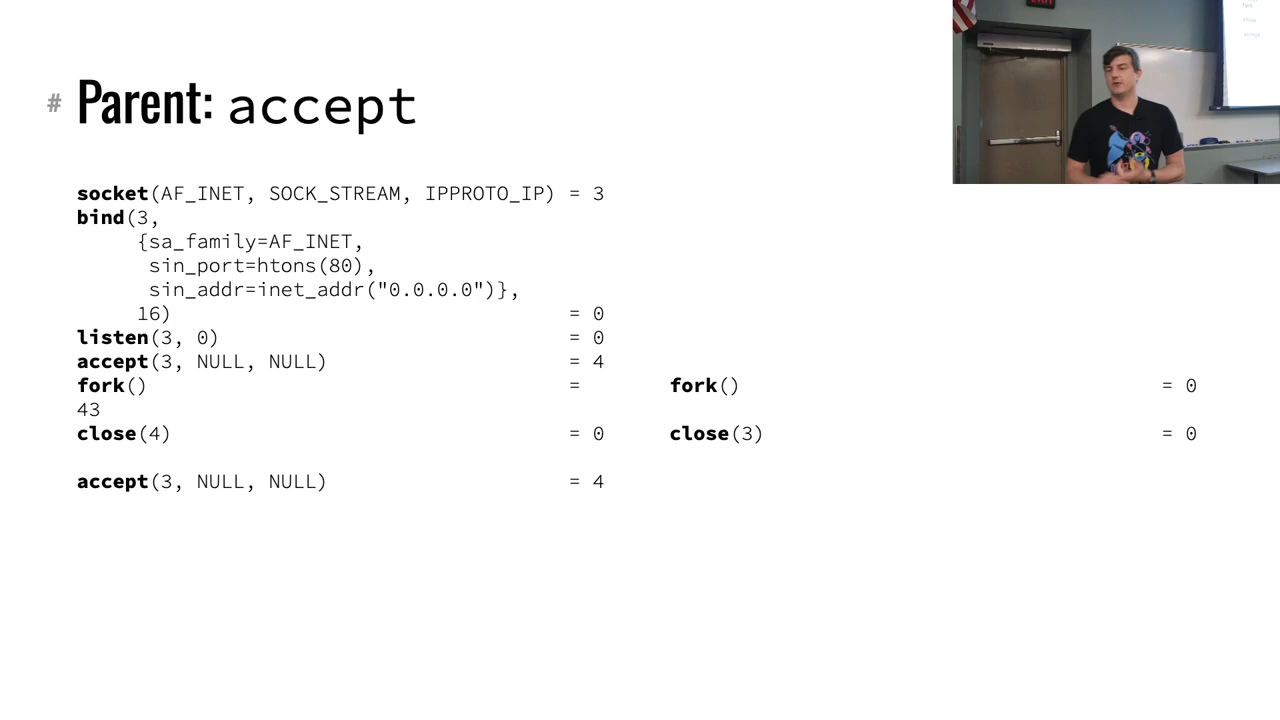 # Parent: accept
socket(AF_INET, SOCK_STREAM, IPPROTO_IP) = 3
bind(3,
{sa_family=AF_INET,
sin_port=htons(80),
sin_addr=inet_addr("0.0.0.0")},
16) = 0
listen(3, 0) = 0
accept(3, NULL, NULL) = 4
fork() = fork() = 0
43
close(4) = 0 close(3) = 0
accept(3, NULL, NULL) = 4